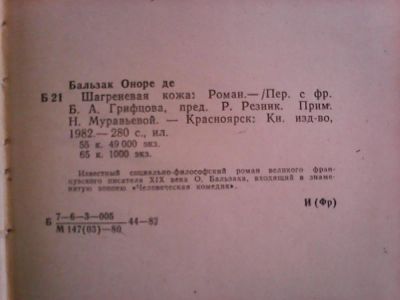 Бальзак Оноре де
Б 21 Шагреневая кожа: Роман.—/Пер. с фр.
Б. А. Грифцова, пред. Р. Резник. Прим.
Н. Муравьевой. — Красноярск: Кн. изд-во,
1982.—280 с., ил.
55 к. 49 000 экз.
65 к. 1000 экз.
Известный социально-философский роман великого фран-
цузского писателя XIX века О. Бальзака, входящий в знаме-
нитую эпопею «Человеческая комедия».
И (Фр)
Б 7—6—3—005
М 147(03)—80 44—82